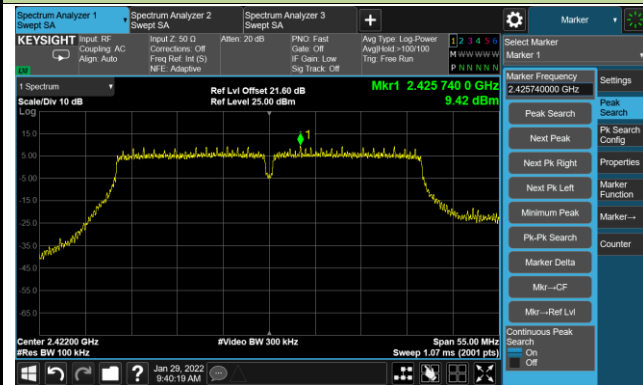 Spectrum Analyzer 1
Swept SA
Spectrum Analyzer 2
Swept SA
Spectrum Analyzer 3
Swept SA
+
Marker
KEYSIGHT
Input: RF
Coupling: AC
Align: Auto
Input Z: 50 Ω
Corrections: Off
Freq Ref: Int (S)
NFE: Adaptive
Atten: 20 dB
PNO: Fast
Gate: Off
IF Gain: Low
Sig Track: Off
Avg Type: Log-Power
Avg|Hold:>100/100
Trig: Free Run
1 2 3 4 5 6
M W W W W W
P N N N N N
Select Marker
Marker 1
LXI
1 Spectrum
Scale/Div 10 dB
Log
Ref Lvl Offset 21.60 dB
Ref Level 25.00 dBm
Mkr1 2.425 740 0 GHz
9.42 dBm
1
15.0
5.00
-5.00
-15.0
-25.0
-35.0
-45.0
-55.0
-65.0
Center 2.42200 GHz
#Res BW 100 kHz
#Video BW 300 kHz
Span 55.00 MHz
Sweep 1.07 ms (2001 pts)
Marker Frequency
2.425740000 GHz
Peak Search
Next Peak
Next Pk Right
Next Pk Left
Minimum Peak
Pk-Pk Search
Marker Delta
Mkr→CF
Mkr→Ref Lvl
Continuous Peak
Search
On
Off
Settings
Peak
Search
Pk Search
Config
Properties
Marker
Function
Marker→
Counter
?
Jan 29, 2022
9:40:19 AM